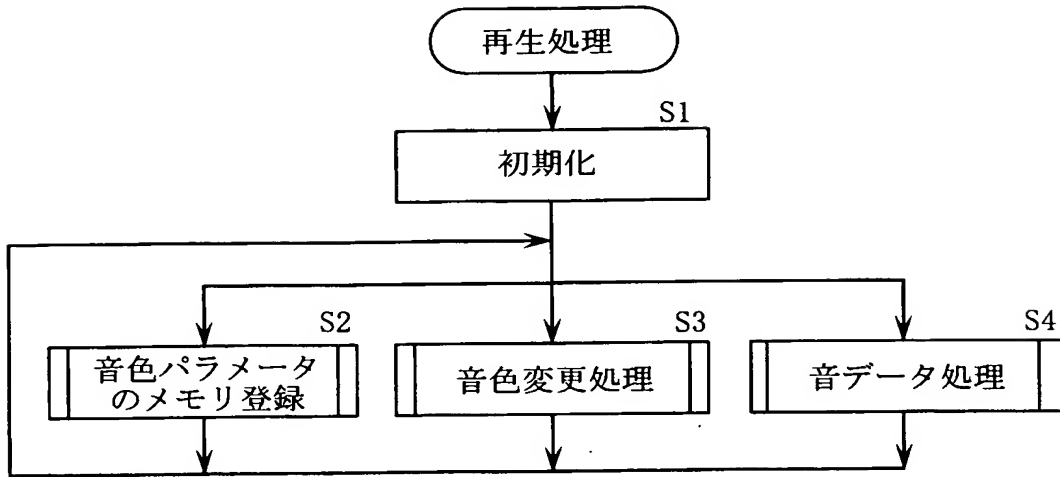 再生処理
S1
初期化
S2
音色パラメータ
のメモリ登録
S3
音色変更処理
S4
音データ処理